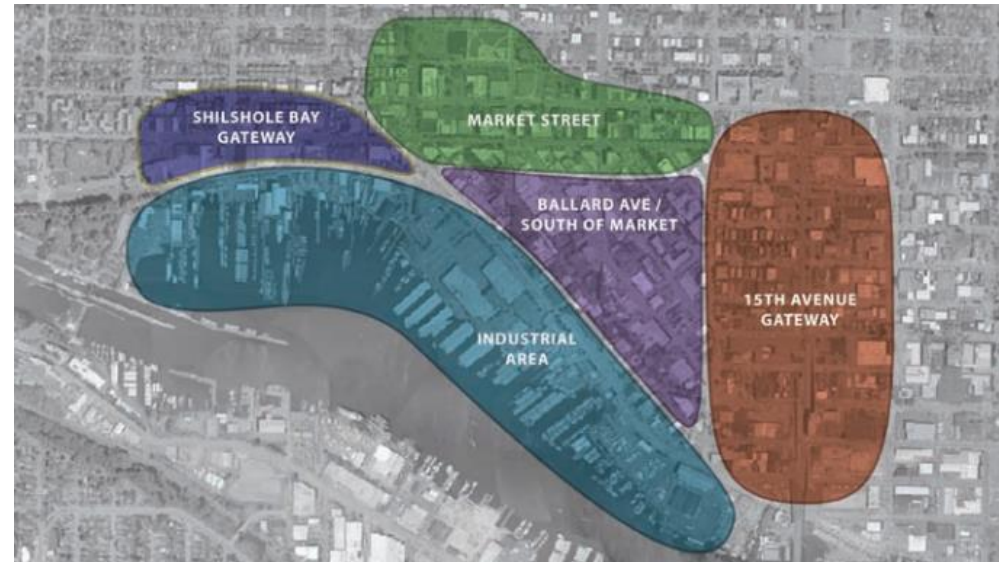 SHILSHOLE BAY
GATEWAY
MARKET STREET
BALLARD AVE /
SOUTH OF MARKET
15TH AVENUE
GATEWAY
INDUSTRIAL
AREA